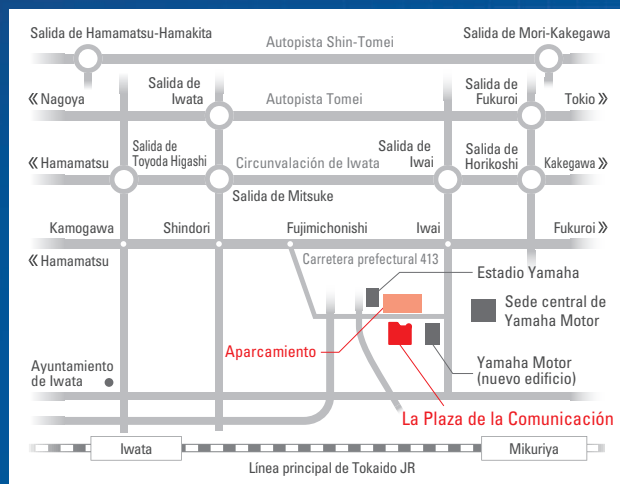 Salida de Hamamatsu-Hamakita
Autopista Shin-Tomei
Salida de Mori-Kakegawa
« Nagoya
Salida de
Iwata
Autopista Tomei
Salida de
Fukuroi
Tokio »
« Hamamatsu
Salida de
Toyoda Higashi
Circunvalación de Iwata
Salida de
Iwai
Salida de
Horikoshi
Kakegawa »
Salida de Mitsuke
Kamogawa
Shindori
Fujimichonishi
Iwai
Fukuroi »
« Hamamatsu
Carretera prefectural 413
Estadio Yamaha
Sede central de
Yamaha Motor
Aparcamiento
Yamaha Motor
(nuevo edificio)
Ayuntamiento
de Iwata
La Plaza de la Comunicación
Iwata
Mikuriya
Línea principal de Tokaido JR